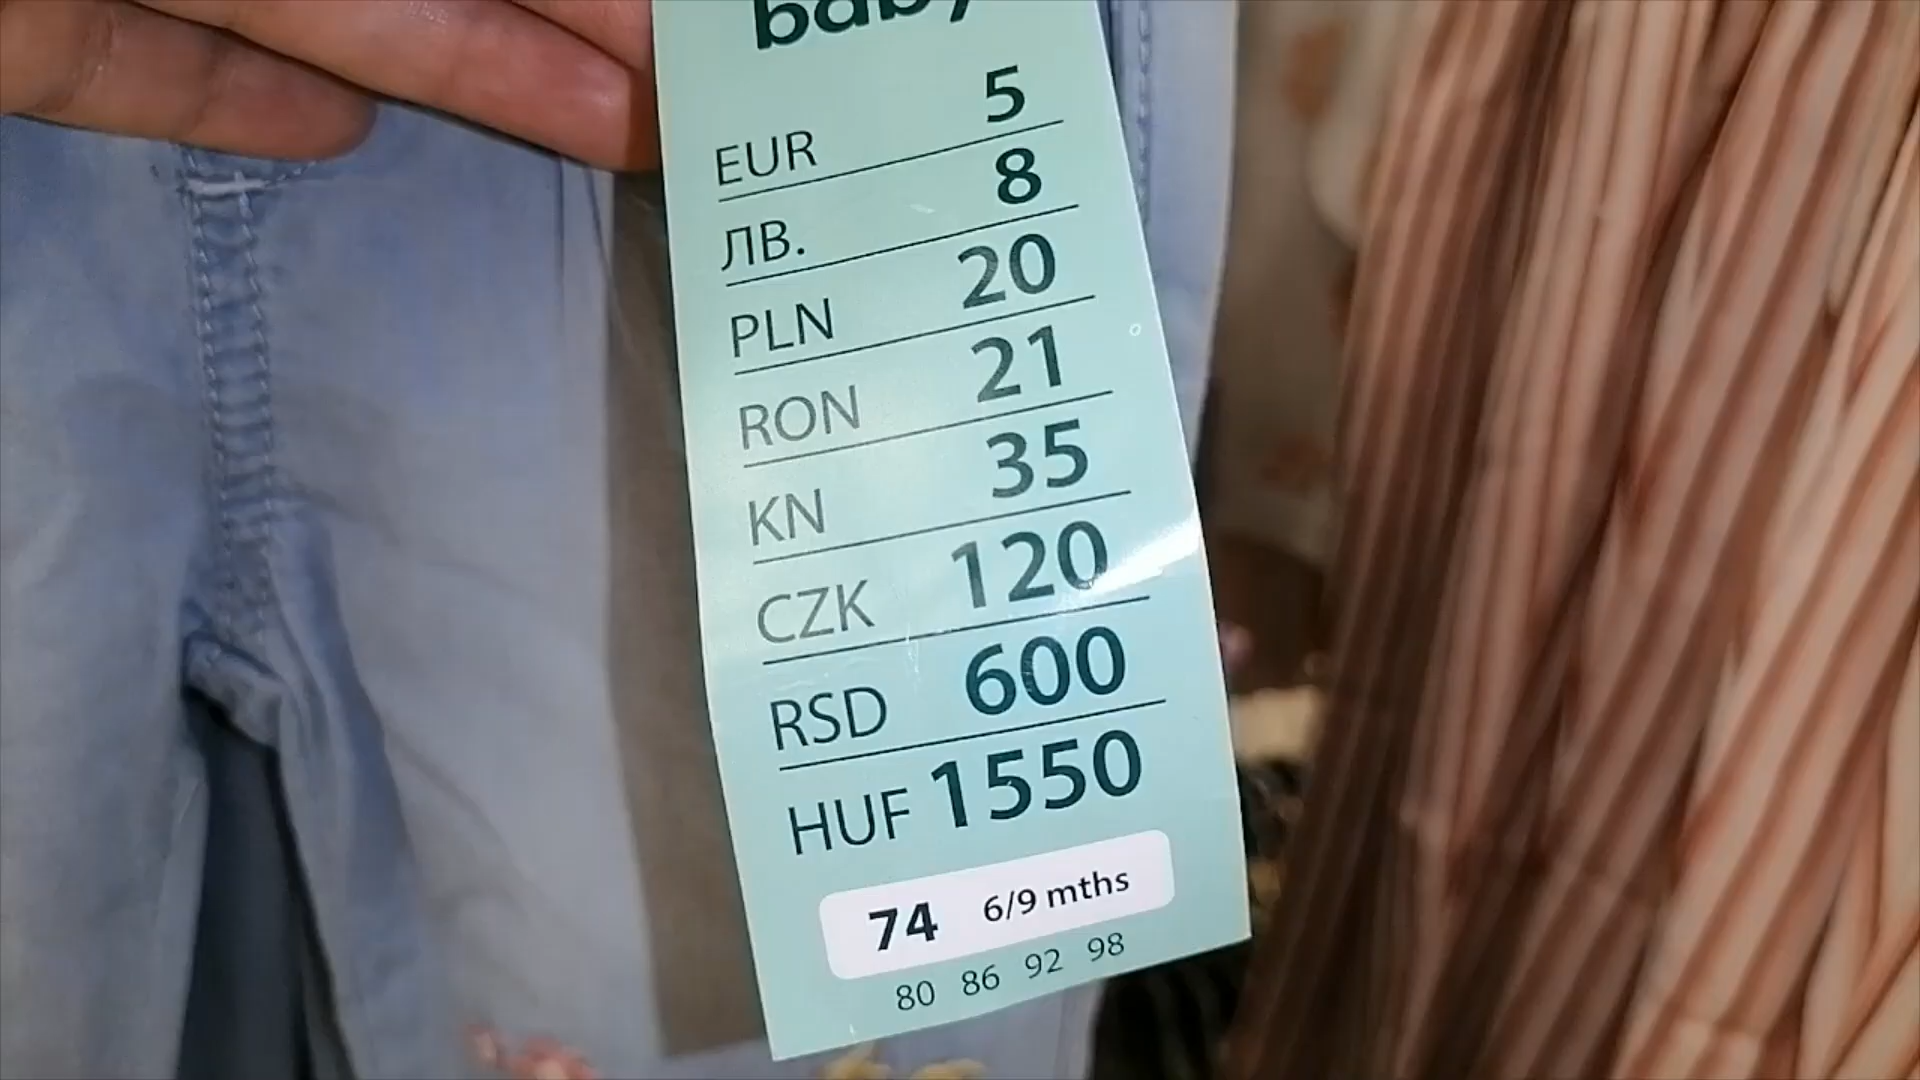 baby
EUR 5
ЛВ. 8
PLN 20
RON 21
KN 35
CZK 120
RSD 600
HUF 1550
74 6/9 mths
80 86 92 98